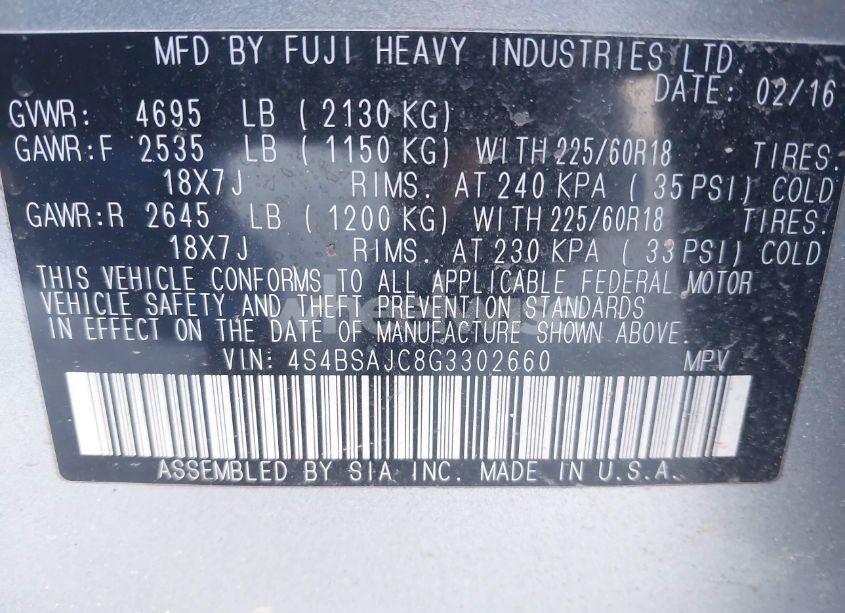 MFD BY FUJI HEAVY INDUSTRIES LTD.
DATE: 02/16
GVWR: 4695 LB ( 2130 KG)
GAWR:F 2535 LB ( 1150 KG) WITH 225/60R18 TIRES.
18X7J RIMS. AT 240 KPA ( 35 PSI) COLD
GAWR:R 2645 LB ( 1200 KG) WITH 225/60R18 TIRES.
18X7J RIMS. AT 230 KPA ( 33 PSI) COLD
THIS VEHICLE CONFORMS TO ALL APPLICABLE FEDERAL MOTOR
VEHICLE SAFETY AND THEFT PREVENTION STANDARDS
IN EFFECT ON THE DATE OF MANUFACTURE SHOWN ABOVE.
VIN: 4S4BSAJC8G3302660 MPV
ASSEMBLED BY SIA INC. MADE IN U.S.A.